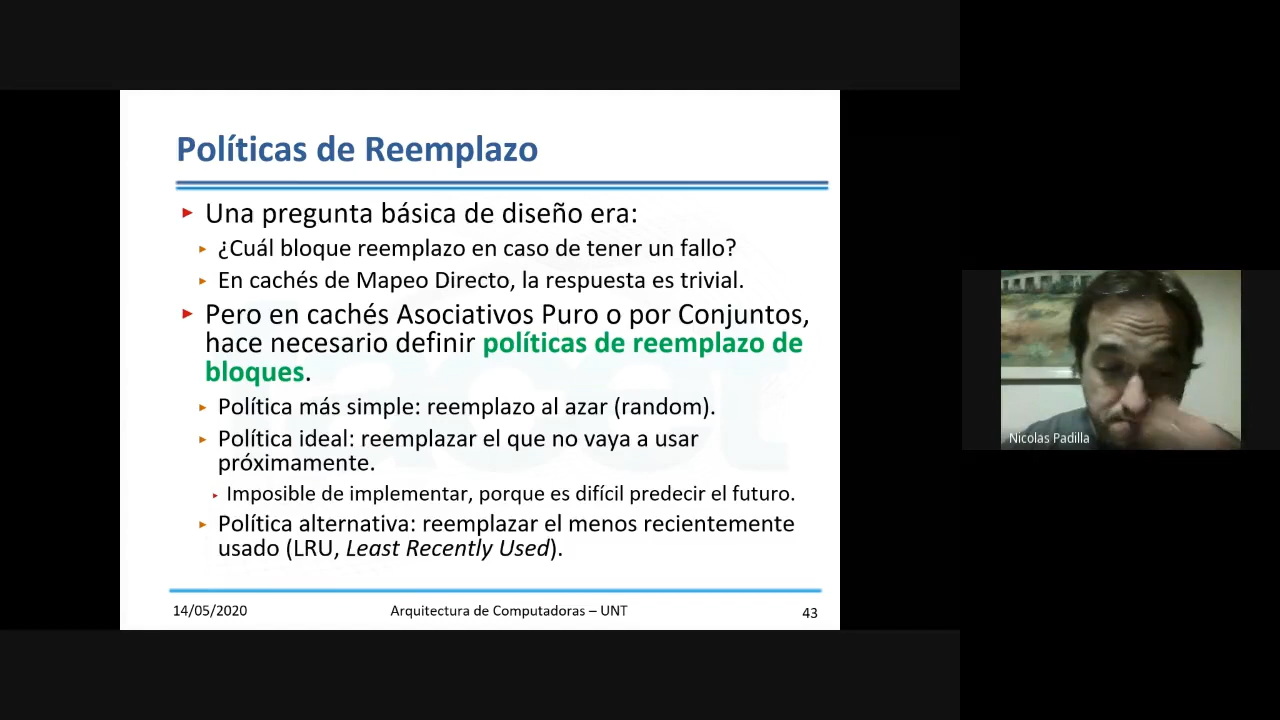 Políticas de Reemplazo
Una pregunta básica de diseño era:
¿Cuál bloque reemplazo en caso de tener un fallo?
En cachés de Mapeo Directo, la respuesta es trivial.
Pero en cachés Asociativos Puro o por Conjuntos,
hace necesario definir políticas de reemplazo de
bloques.
Política más simple: reemplazo al azar (random).
Política ideal: reemplazar el que no vaya a usar
próximamente.
Imposible de implementar, porque es difícil predecir el futuro.
Política alternativa: reemplazar el menos recientemente
usado (LRU, Least Recently Used).
14/05/2020
Arquitectura de Computadoras – UNT
43
Nicolas Padilla